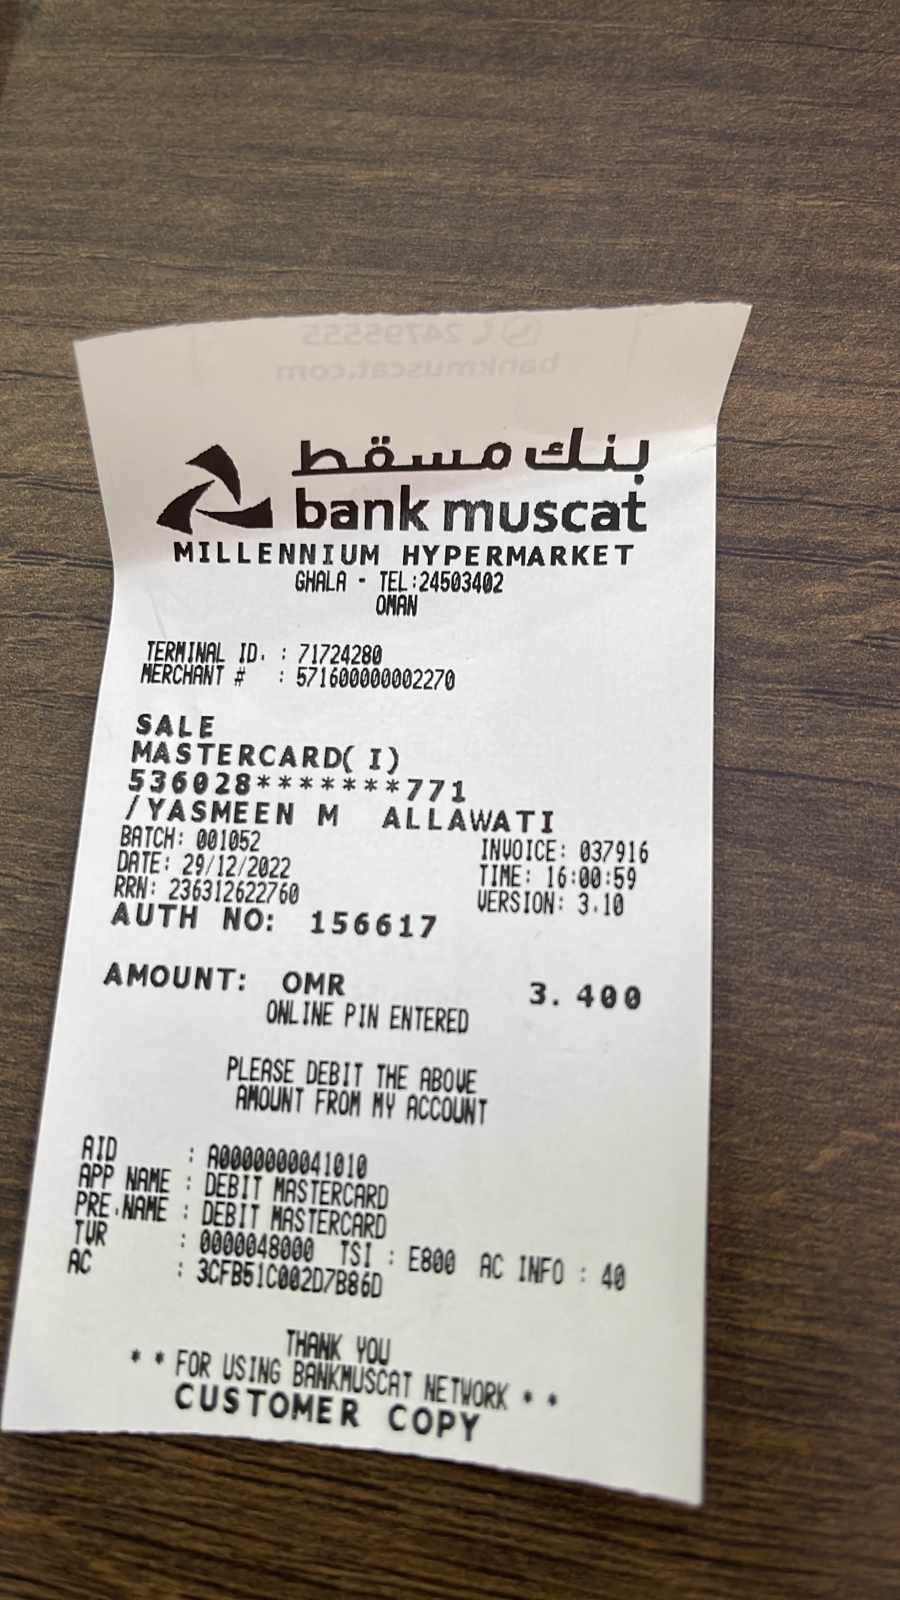 24795555
bankmuscat.com
بنك مسقط
bank muscat
MILLENNIUM HYPERMARKET
GHALA - TEL:24503402
OMAN
TERMINAL ID. : 71724280
MERCHANT # : 571600000002270
SALE
MASTERCARD( I)
536028*******771
/YASMEEN M ALLAWATI
BATCH: 001052 INVOICE: 037916
DATE: 29/12/2022 TIME: 16:00:59
RRN: 236312622760 VERSION: 3.10
AUTH NO: 156617
AMOUNT: OMR 3.400
ONLINE PIN ENTERED
PLEASE DEBIT THE ABOVE
AMOUNT FROM MY ACCOUNT
AID : A0000000041010
APP NAME : DEBIT MASTERCARD
PRE.NAME : DEBIT MASTERCARD
TVR : 0000048000 TSI : E800 AC INFO : 40
AC : 3CFB51C002D7B86D
THANK YOU
* * FOR USING BANKMUSCAT NETWORK * *
CUSTOMER COPY